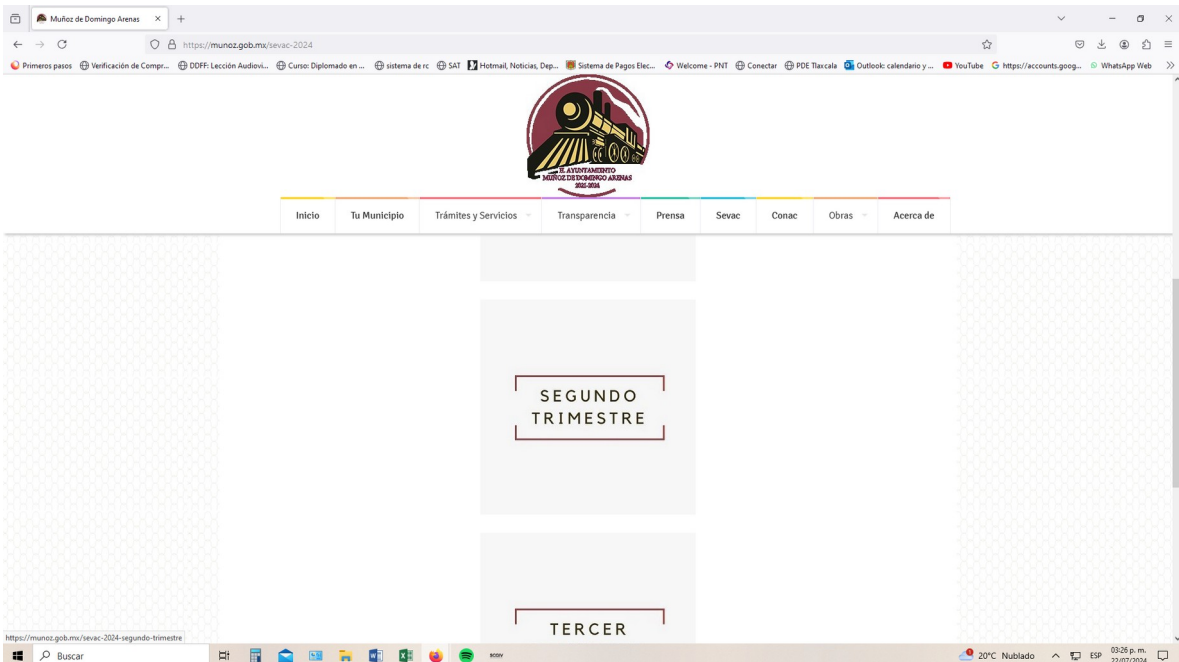 Muñoz de Domingo Arenas
https://munoz.gob.mx/sevac-2024
Primeros pasos Verificación de Compr... DDFF: Lección Audiovi... Curso: Diplomado en ... sistema de rc SAT Hotmail, Noticias, Dep... Sistema de Pagos Elec... Welcome - PNT Conectar PDE Tlaxcala Outlook: calendario y ... YouTube https://accounts.goog... WhatsApp Web
H. AYUNTAMIENTO
MUÑOZ DE DOMINGO ARENAS
2021-2024
Inicio Tu Municipio Trámites y Servicios Transparencia Prensa Sevac Conac Obras Acerca de
SEGUNDO
TRIMESTRE
TERCER
https://munoz.gob.mx/sevac-2024-segundo-trimestre
Buscar
20°C Nublado ESP 03:26 p. m.
22/07/2024